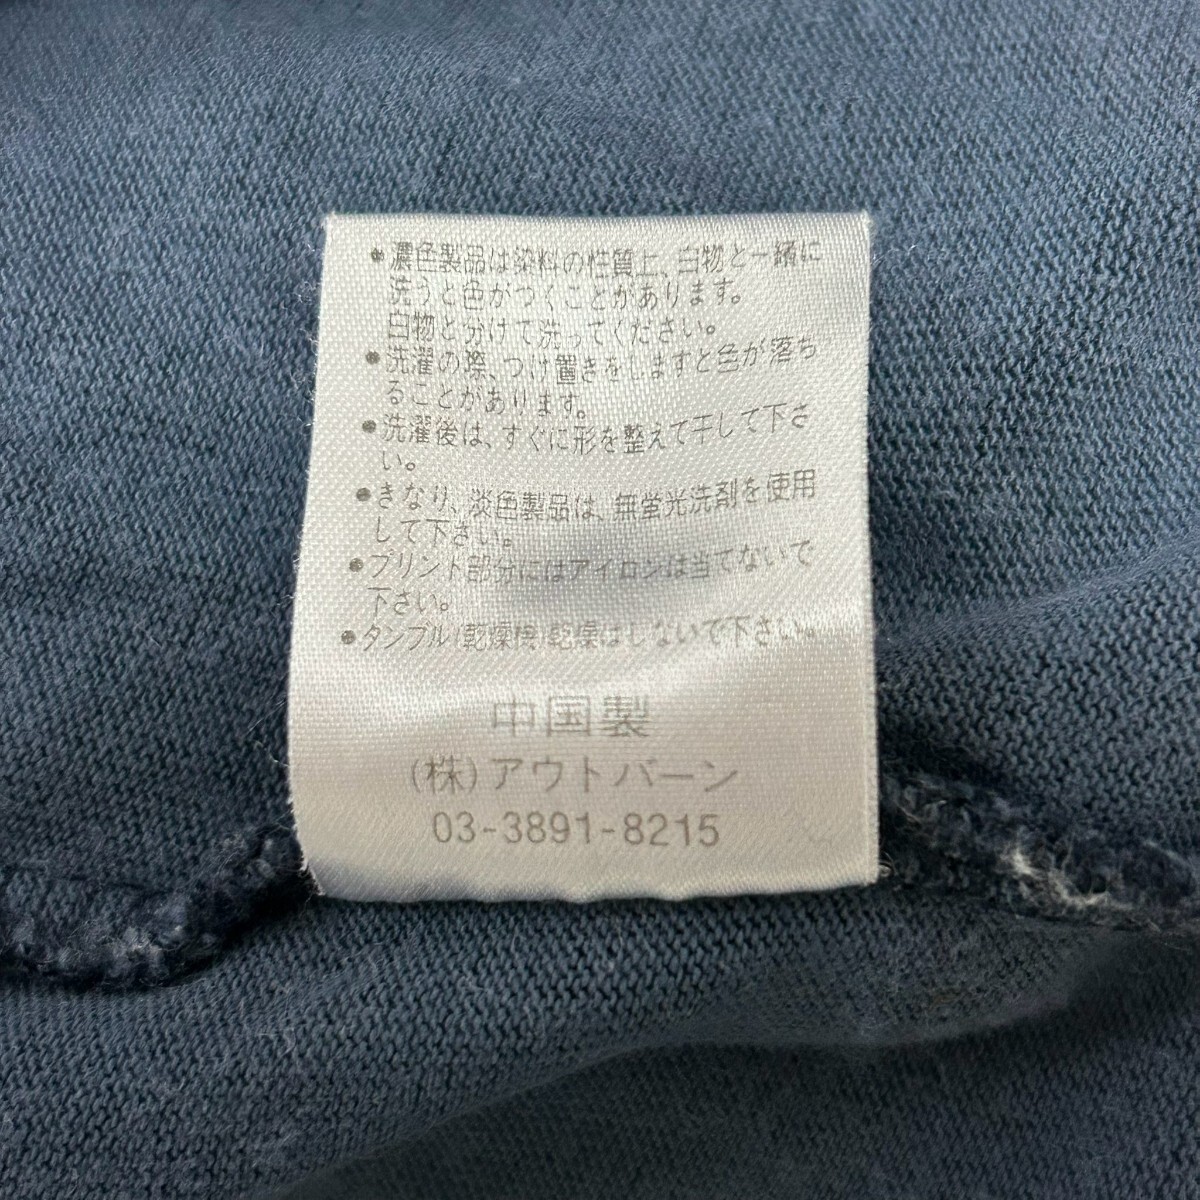 ●濃色製品は染料の性質上、白物と一緒に
洗うと色がつくことがあります。
白物と分けて洗ってください。
●洗濯の際、つけ置きをしますと色が落ち
ることがあります。
●洗濯後は、すぐに形を整えて干して下さ
い。
●きなり、淡色製品は、無蛍光洗剤を使用
して下さい。
●プリント部分にはアイロンは当てないで
下さい。
●タンブル(乾燥機)乾燥はしないで下さい。
中国製
(株)アウトバーン
03-3891-8215